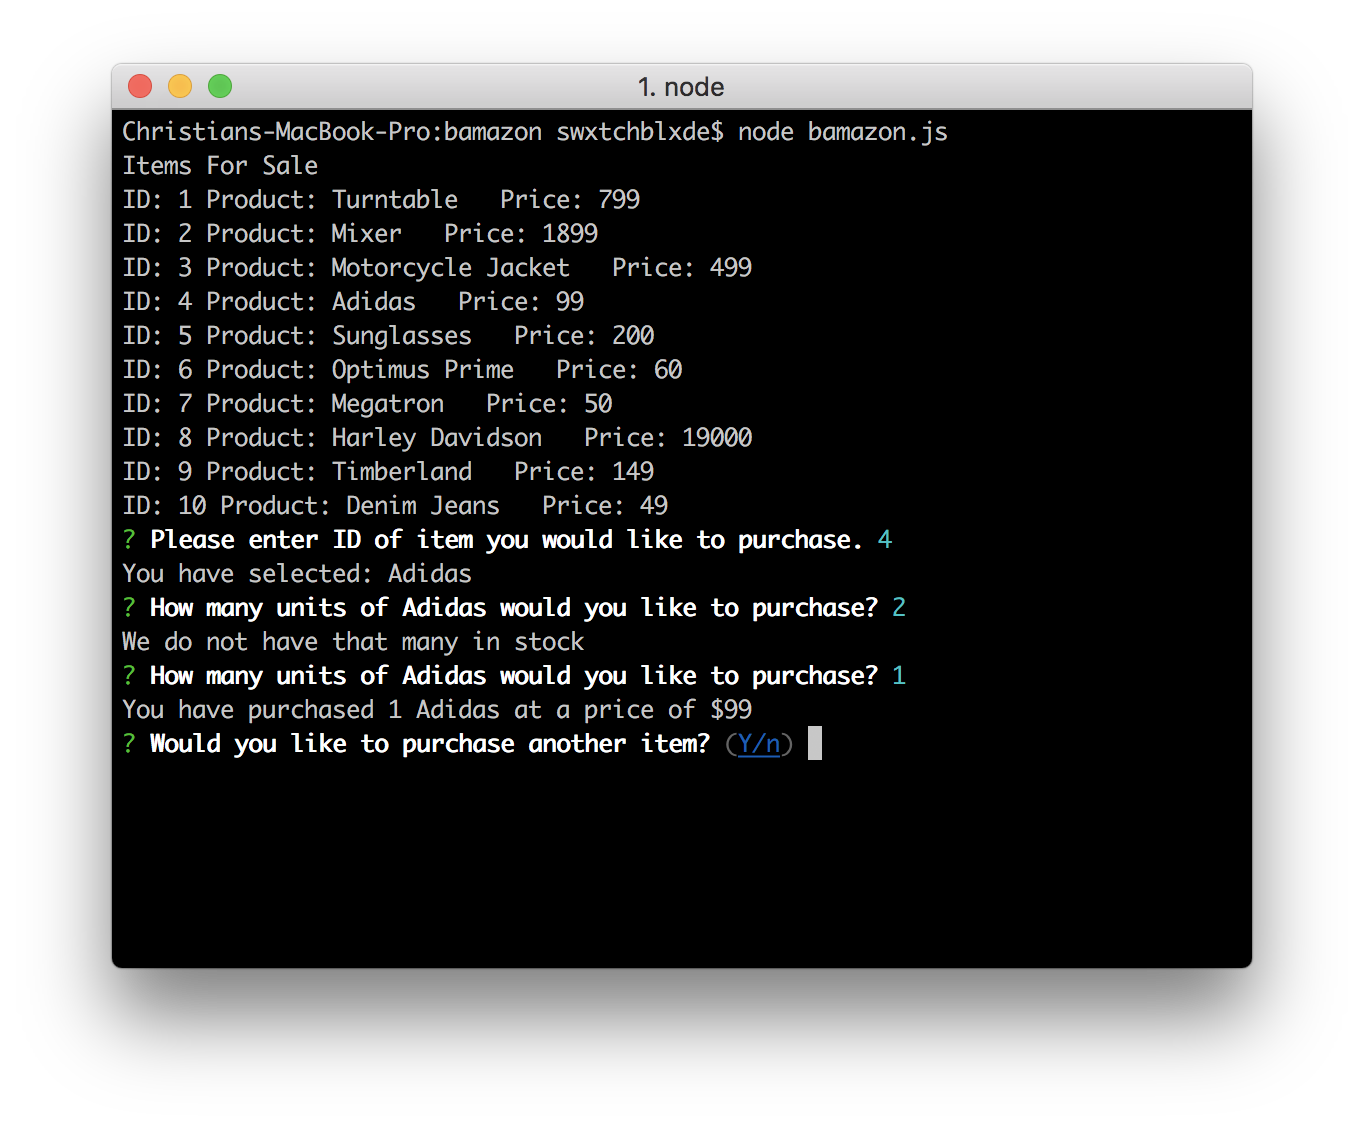 1. node
Christians-MacBook-Pro:bamazon swxtchblxde$ node bamazon.js
Items For Sale
ID: 1 Product: Turntable   Price: 799
ID: 2 Product: Mixer   Price: 1899
ID: 3 Product: Motorcycle Jacket   Price: 499
ID: 4 Product: Adidas   Price: 99
ID: 5 Product: Sunglasses   Price: 200
ID: 6 Product: Optimus Prime   Price: 60
ID: 7 Product: Megatron   Price: 50
ID: 8 Product: Harley Davidson   Price: 19000
ID: 9 Product: Timberland   Price: 149
ID: 10 Product: Denim Jeans   Price: 49
? Please enter ID of item you would like to purchase. 4
You have selected: Adidas
? How many units of Adidas would you like to purchase? 2
We do not have that many in stock
? How many units of Adidas would you like to purchase? 1
You have purchased 1 Adidas at a price of $99
? Would you like to purchase another item? (Y/n)